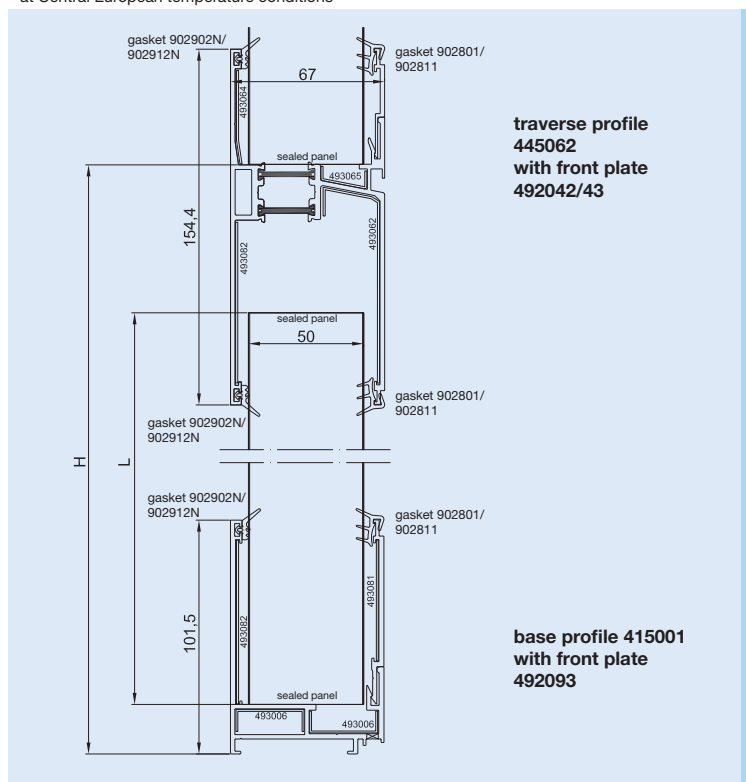 at Central European temperature conditions
gasket 902902N/
902912N
gasket 902801/
902811
67
493064
traverse profile
445062
with front plate
492042/43
sealed panel
493065
154,4
493082
493062
sealed panel
50
gasket 902801/
902811
gasket 902902N/
902912N
H
L
gasket 902902N/
902912N
gasket 902801/
902811
101,5
493082
493081
base profile 415001
with front plate
492093
sealed panel
493006
493006